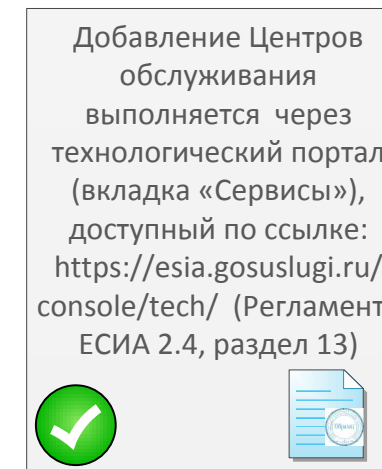 Добавление Центров
обслуживания
выполняется через
технологический портал
(вкладка «Сервисы»),
доступный по ссылке:
https://esia.gosuslugi.ru/
console/tech/ (Регламент
ЕСИА 2.4, раздел 13)
Образец